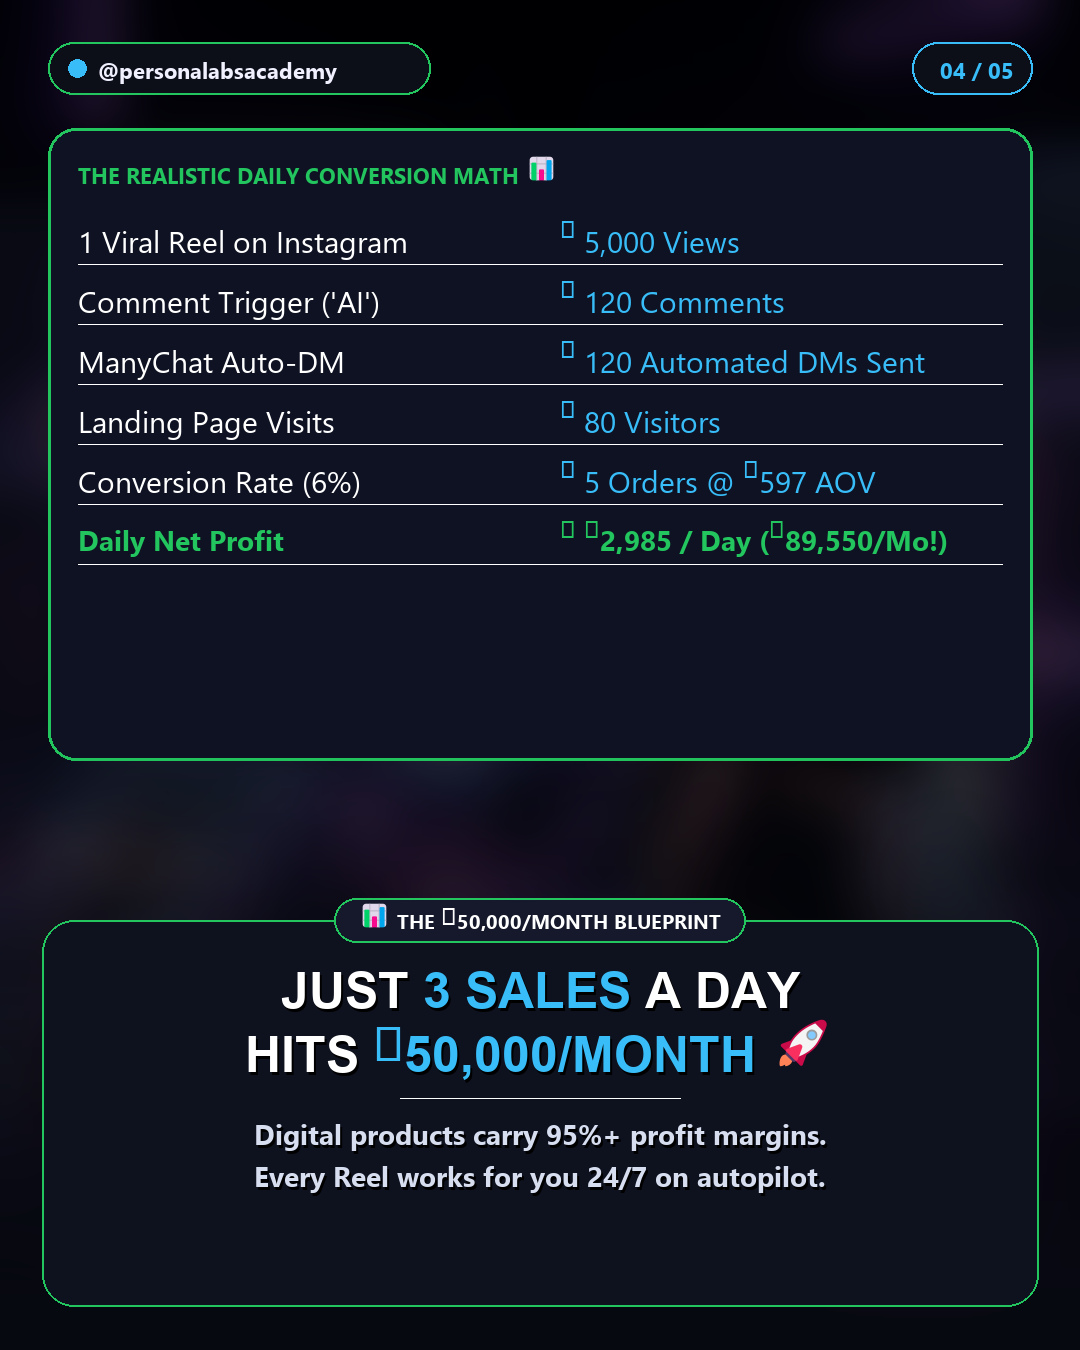 @personalabsacademy
04 / 05
THE REALISTIC DAILY CONVERSION MATH 📊
1 Viral Reel on Instagram □ 5,000 Views
Comment Trigger ('AI') □ 120 Comments
ManyChat Auto-DM □ 120 Automated DMs Sent
Landing Page Visits □ 80 Visitors
Conversion Rate (6%) □ 5 Orders @ □597 AOV
Daily Net Profit □ □2,985 / Day (□89,550/Mo!)
📊 THE □50,000/MONTH BLUEPRINT
JUST 3 SALES A DAY
HITS □50,000/MONTH 🚀
Digital products carry 95%+ profit margins.
Every Reel works for you 24/7 on autopilot.